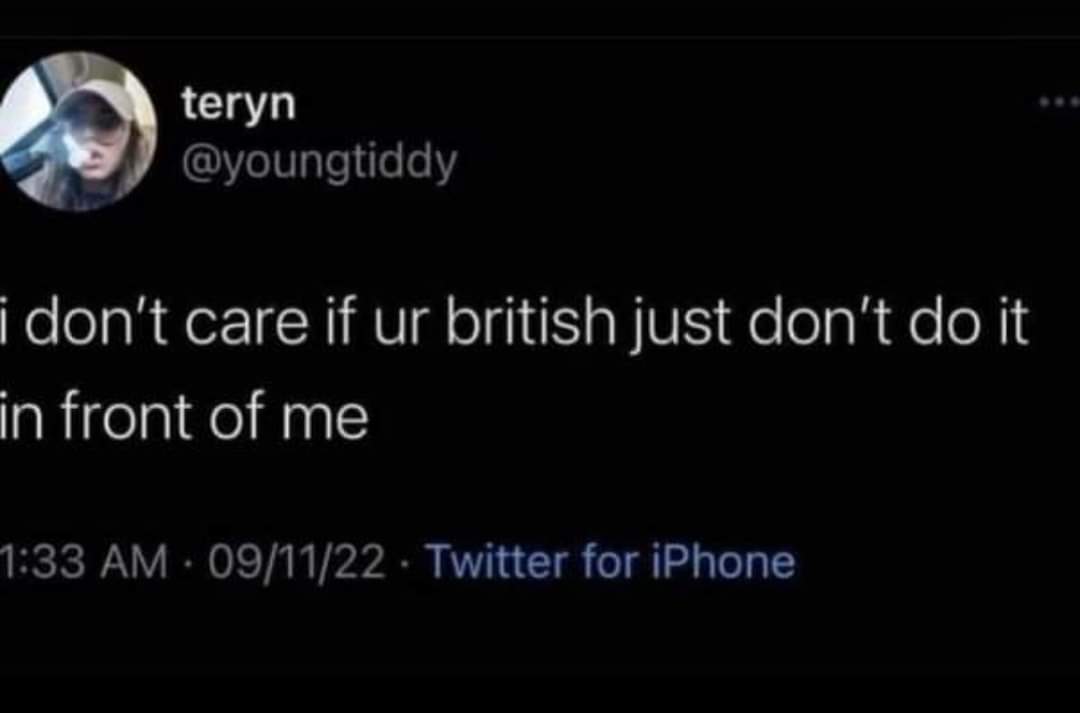 teryn
@youngtiddy
i don't care if ur british just don't do it
in front of me
1:33 AM · 09/11/22 · Twitter for iPhone